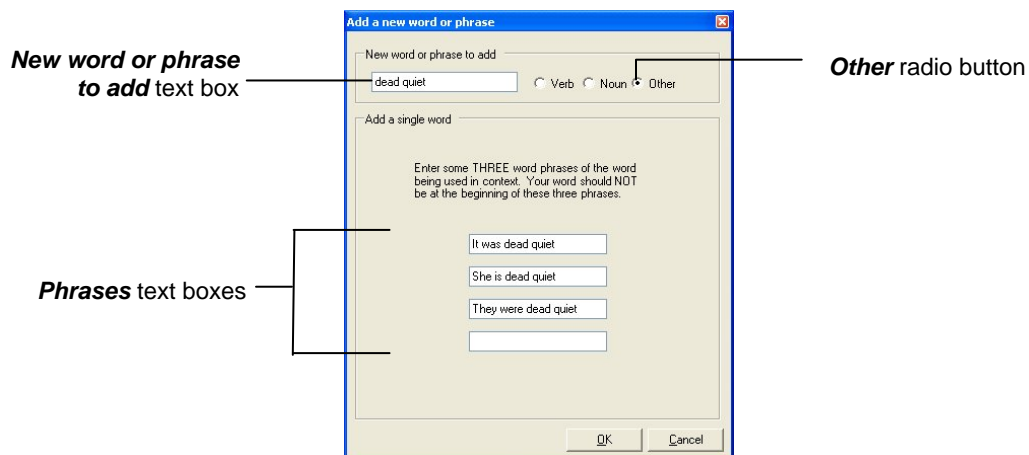 Add a new word or phrase
New word or phrase to add
New word or phrase
to add text box
dead quiet
Verb
Noun
Other
Other radio button
Add a single word
Enter some THREE word phrases of the word
being used in context. Your word should NOT
be at the beginning of these three phrases.
It was dead quiet
She is dead quiet
Phrases text boxes
They were dead quiet
OK
Cancel